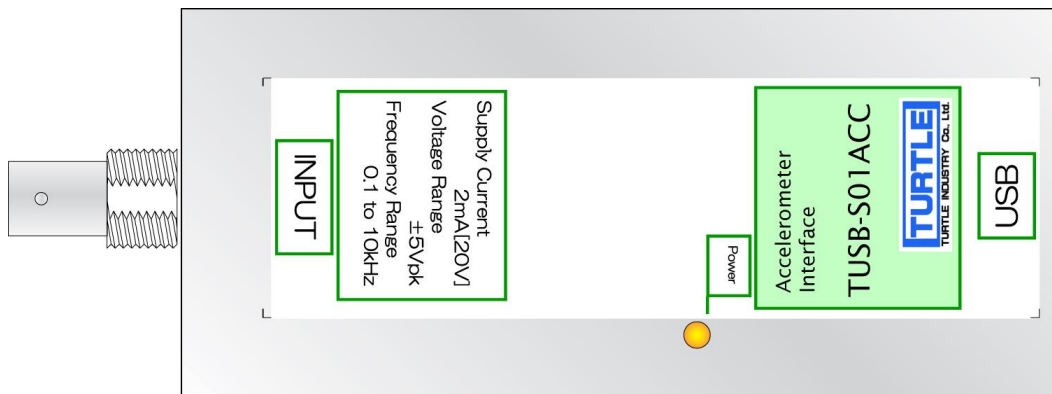 INPUT
Supply Current
2mA[20V]
Voltage Range
±5Vpk
Frequency Range
0.1 to 10kHz
Power
TURTLE
TURTLE INDUSTRY Co., Ltd.
TUSB-S01ACC
Accelerometer
Interface
USB